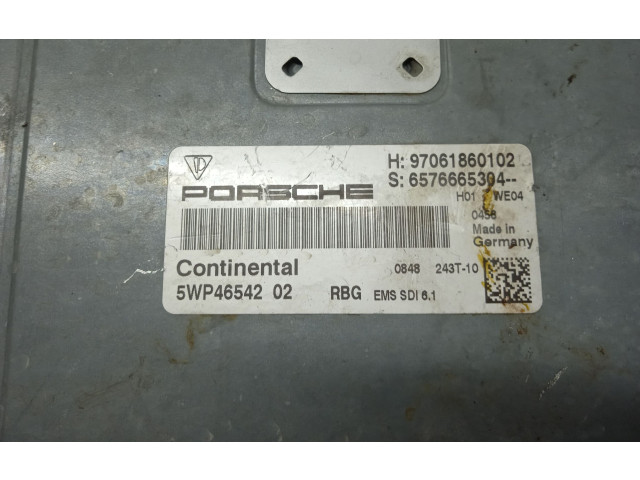 H: 97061860102
PORSCHE
S: 6576665304--
H01 WE04
0458
Made in
Germany
Continental
0848 243T-10
5WP46542 02 RBG EMS SDI 6.1